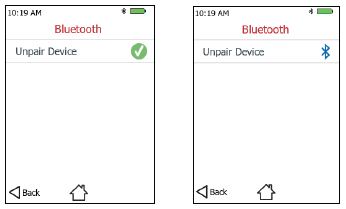 10:19 AM
Bluetooth
Unpair Device
Back
10:19 AM
Bluetooth
Unpair Device
Back